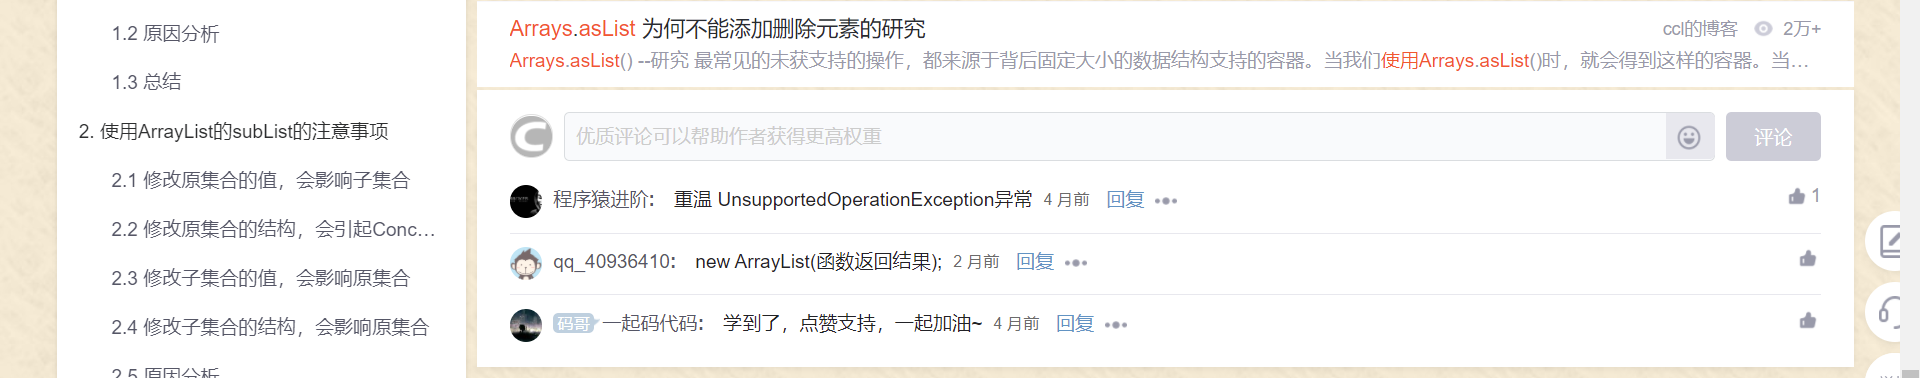 1.2 原因分析
1.3 总结
2. 使用ArrayList的subList的注意事项
2.1 修改原集合的值，会影响子集合
2.2 修改原集合的结构，会引起Conc...
2.3 修改子集合的值，会影响原集合
2.4 修改子集合的结构，会影响原集合
2.5 原因分析
Arrays.asList 为何不能添加删除元素的研究 ccl的博客 2万+
Arrays.asList() --研究 最常见的未获支持的操作，都来源于背后固定大小的数据结构支持的容器。当我们使用Arrays.asList()时，就会得到这样的容器。当...
优质评论可以帮助作者获得更高权重 评论
程序猿进阶： 重温 UnsupportedOperationException异常 4 月前 回复 ••• 1
qq_40936410： new ArrayList(函数返回结果); 2 月前 回复 •••
码哥 一起码代码： 学到了，点赞支持，一起加油~ 4 月前 回复 •••